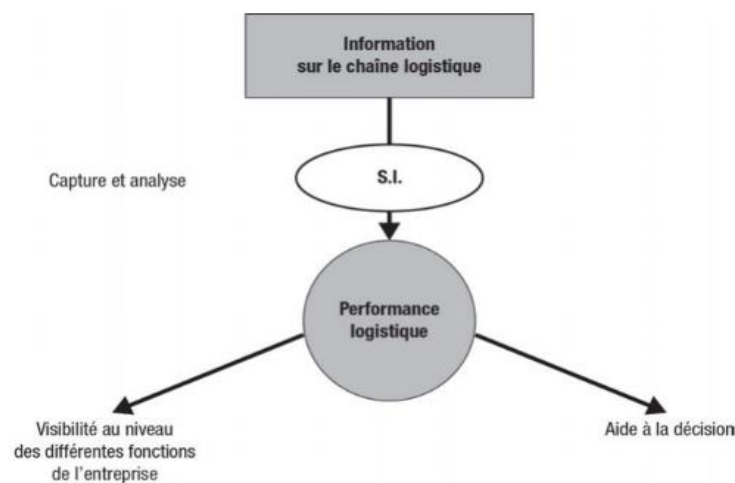 Information
sur le chaîne logistique
Capture et analyse
S.I.
Performance
logistique
Visibilité au niveau
des différentes fonctions
de l'entreprise
Aide à la décision